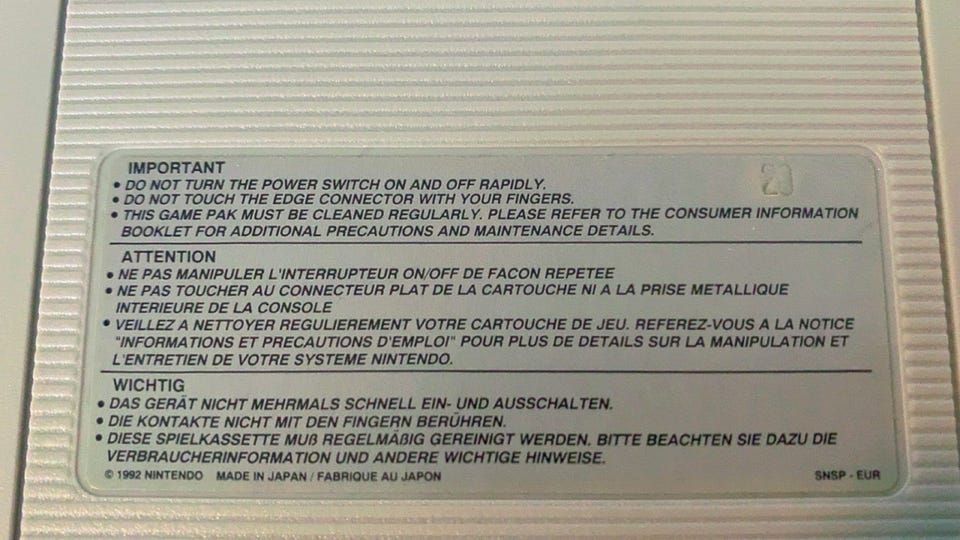 IMPORTANT
• DO NOT TURN THE POWER SWITCH ON AND OFF RAPIDLY.
• DO NOT TOUCH THE EDGE CONNECTOR WITH YOUR FINGERS.
• THIS GAME PAK MUST BE CLEANED REGULARLY. PLEASE REFER TO THE CONSUMER INFORMATION
BOOKLET FOR ADDITIONAL PRECAUTIONS AND MAINTENANCE DETAILS.
ATTENTION
• NE PAS MANIPULER L'INTERRUPTEUR ON/OFF DE FACON REPETEE
• NE PAS TOUCHER AU CONNECTEUR PLAT DE LA CARTOUCHE NI A LA PRISE METALLIQUE
INTERIEURE DE LA CONSOLE
• VEILLEZ A NETTOYER REGULIEREMENT VOTRE CARTOUCHE DE JEU. REFEREZ-VOUS A LA NOTICE
"INFORMATIONS ET PRECAUTIONS D'EMPLOI" POUR PLUS DE DETAILS SUR LA MANIPULATION ET
L'ENTRETIEN DE VOTRE SYSTEME NINTENDO.
WICHTIG
• DAS GERÄT NICHT MEHRMALS SCHNELL EIN- UND AUSSCHALTEN.
• DIE KONTAKTE NICHT MIT DEN FINGERN BERÜHREN.
• DIESE SPIELKASSETTE MUß REGELMÄßIG GEREINIGT WERDEN. BITTE BEACHTEN SIE DAZU DIE
VERBRAUCHERINFORMATION UND ANDERE WICHTIGE HINWEISE.
© 1992 NINTENDO MADE IN JAPAN / FABRIQUE AU JAPON SNSP - EUR